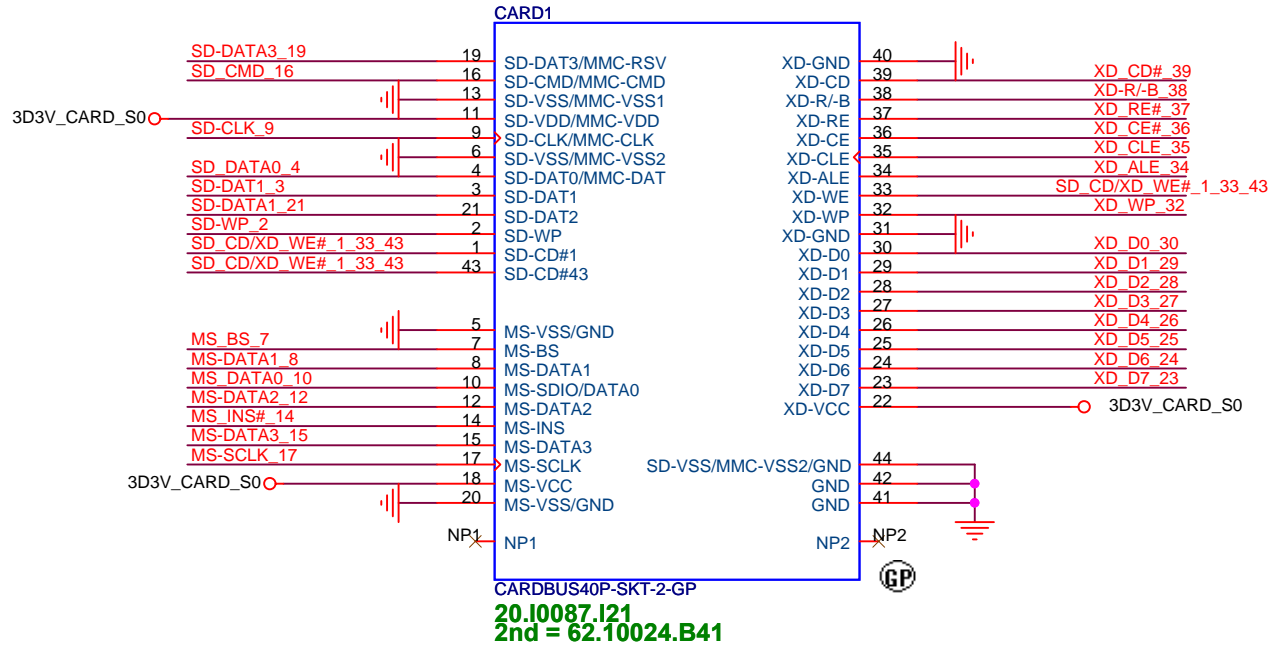 CARD1
SD-DATA3_19 19 SD-DAT3/MMC-RSV
SD_CMD_16 16 SD-CMD/MMC-CMD
13 SD-VSS/MMC-VSS1
3D3V_CARD_S0 11 SD-VDD/MMC-VDD
SD-CLK_9 9 SD-CLK/MMC-CLK
6 SD-VSS/MMC-VSS2
SD_DATA0_4 4 SD-DAT0/MMC-DAT
SD-DAT1_3 3 SD-DAT1
SD-DATA1_21 21 SD-DAT2
SD-WP_2 2 SD-WP
SD_CD/XD_WE#_1_33_43 1 SD-CD#1
SD_CD/XD_WE#_1_33_43 43 SD-CD#43
5 MS-VSS/GND
MS_BS_7 7 MS-BS
MS-DATA1_8 8 MS-DATA1
MS_DATA0_10 10 MS-SDIO/DATA0
MS-DATA2_12 12 MS-DATA2
MS_INS#_14 14 MS-INS
MS-DATA3_15 15 MS-DATA3
MS-SCLK_17 17 MS-SCLK
3D3V_CARD_S0 18 MS-VCC
20 MS-VSS/GND
NP1 NP1
XD-GND 40
XD-CD 39 XD_CD#_39
XD-R/-B 38 XD-R/-B_38
XD-RE 37 XD_RE#_37
XD-CE 36 XD_CE#_36
XD-CLE 35 XD_CLE_35
XD-ALE 34 XD_ALE_34
XD-WE 33 SD_CD/XD_WE#_1_33_43
XD-WP 32 XD_WP_32
XD-GND 31
XD-D0 30 XD_D0_30
XD-D1 29 XD_D1_29
XD-D2 28 XD_D2_28
XD-D3 27 XD_D3_27
XD-D4 26 XD_D4_26
XD-D5 25 XD_D5_25
XD-D6 24 XD_D6_24
XD-D7 23 XD_D7_23
XD-VCC 22 3D3V_CARD_S0
SD-VSS/MMC-VSS2/GND 44
GND 42
GND 41
NP2 NP2
GP
CARDBUS40P-SKT-2-GP
20.I0087.I21
2nd = 62.10024.B41